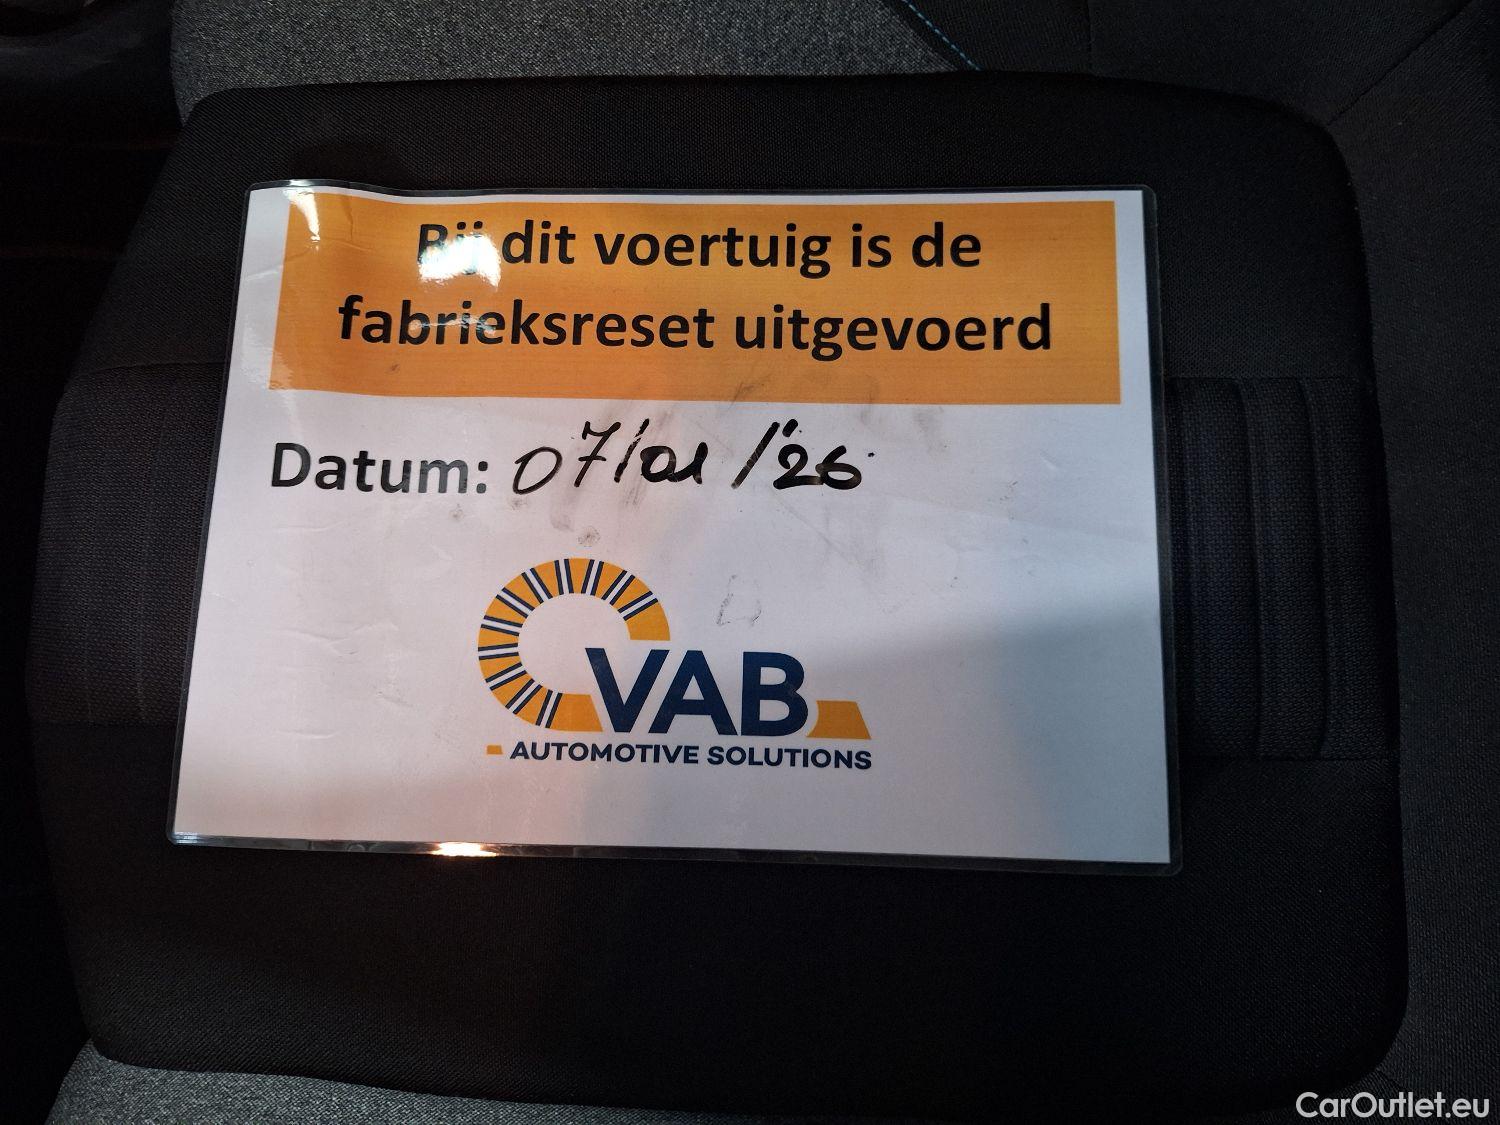 Bij dit voertuig is de
fabrieksreset uitgevoerd
Datum: 07/01/'26
VAB
AUTOMOTIVE SOLUTIONS
CarOutlet.eu